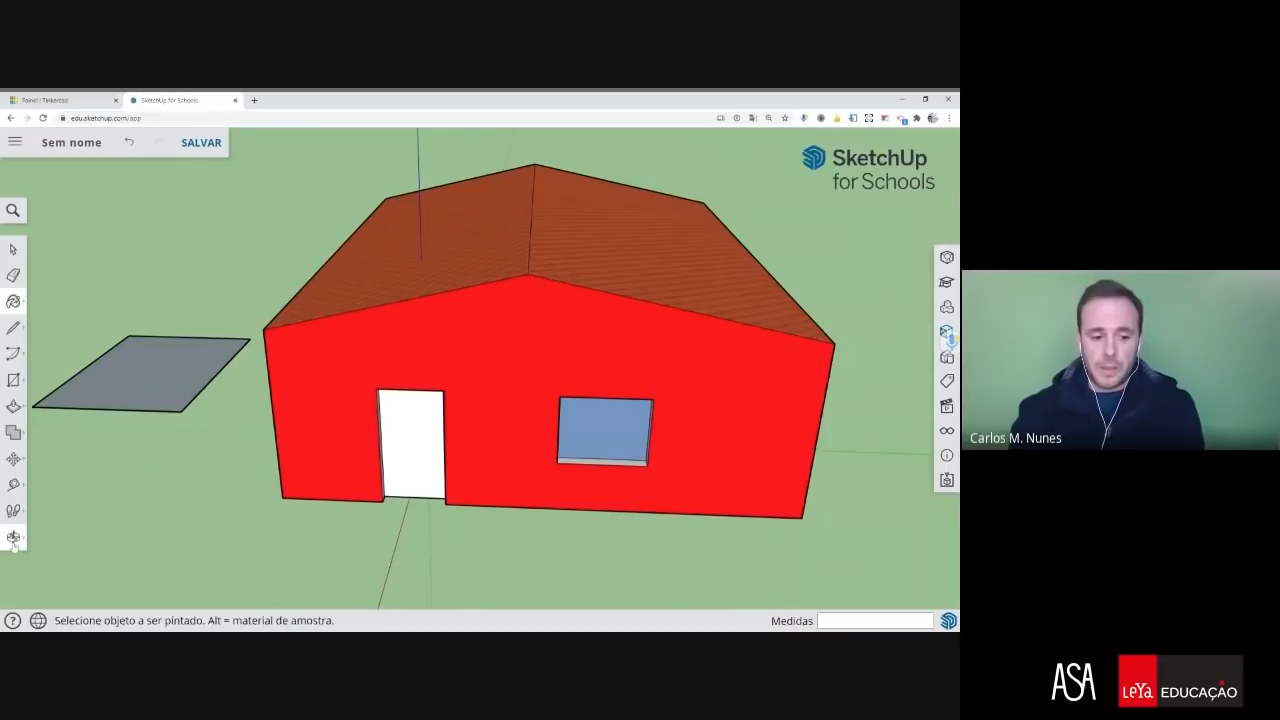 Painel | Tinkercad
SketchUp for Schools
edu.sketchup.com/app
Sem nome
SALVAR
SketchUp
for Schools
Carlos M. Nunes
Selecione objeto a ser pintado. Alt = material de amostra.
Medidas
ASA
LeYa EDUCAÇÃO